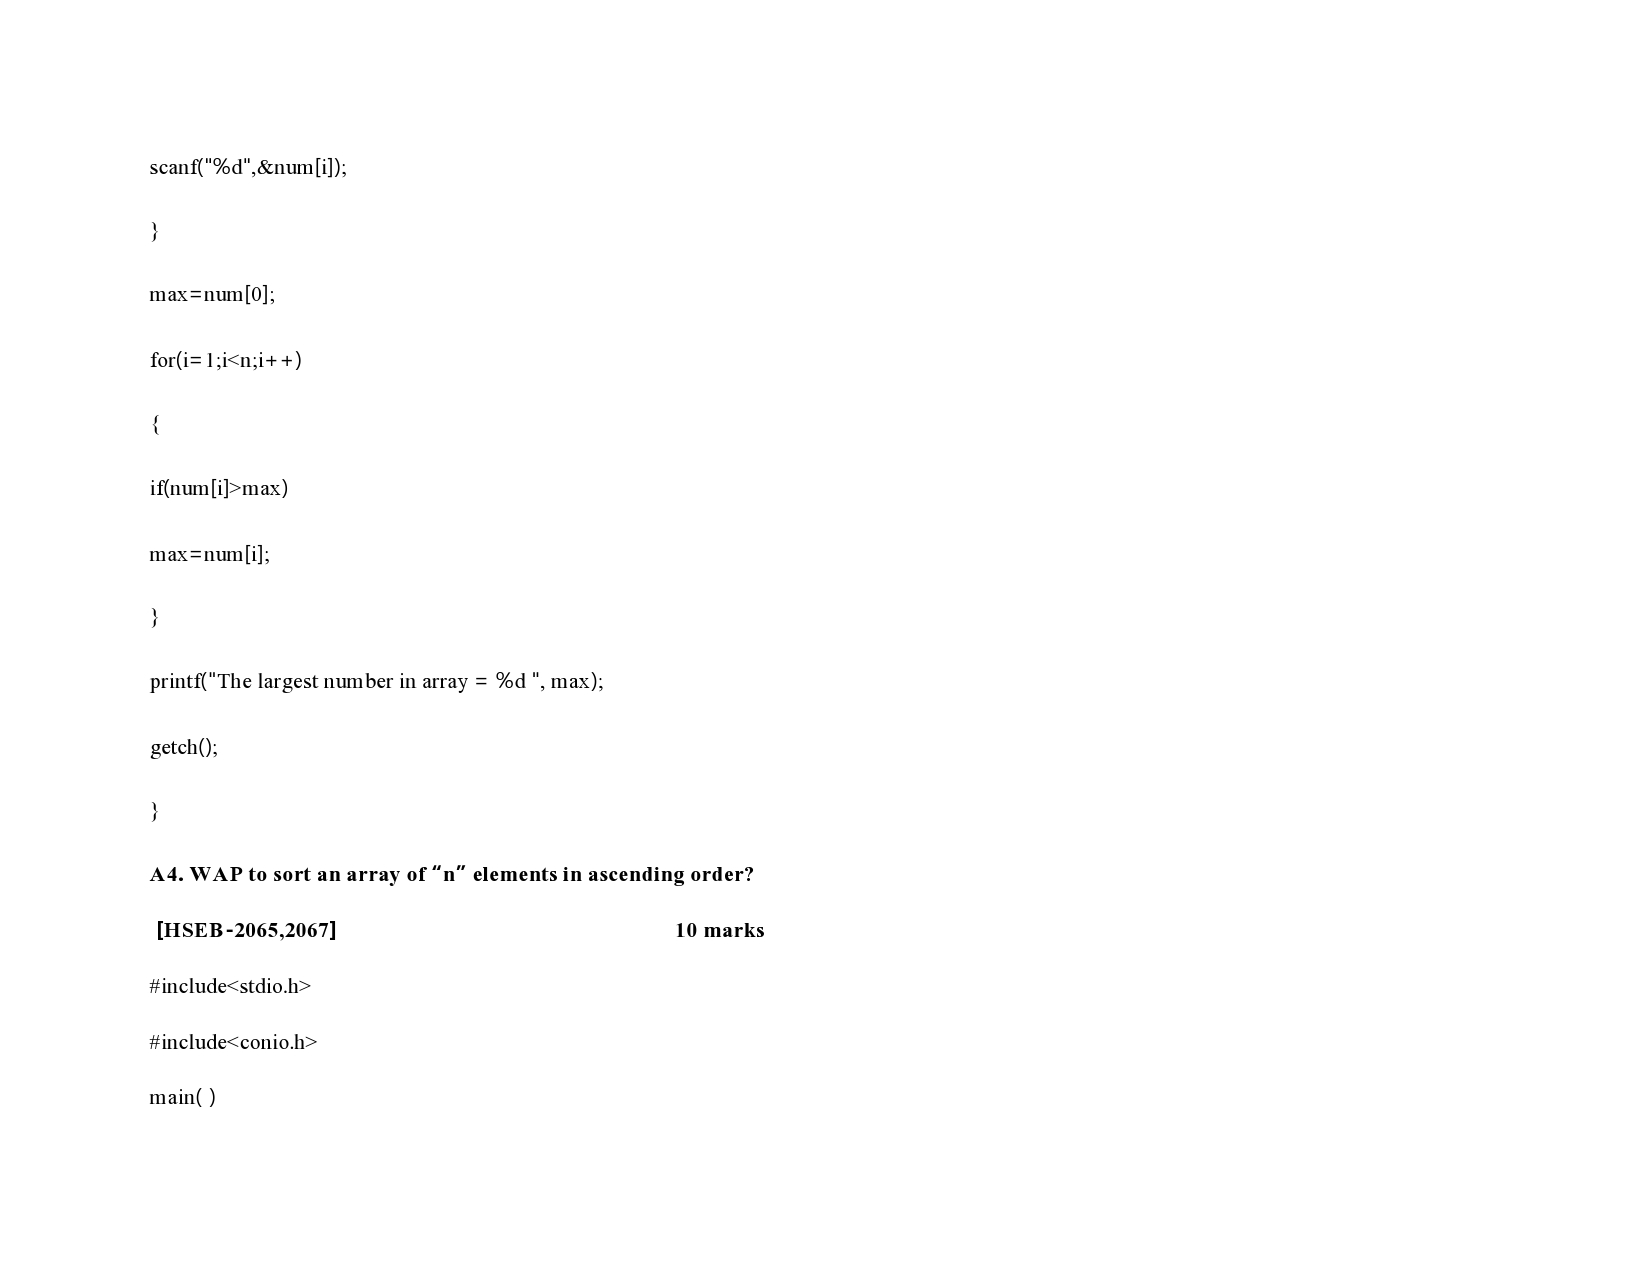 scanf("%d",&num[i]);
}
max=num[0];
for(i=1;i<n;i++)
{
if(num[i]>max)
max=num[i];
}
printf("The largest number in array = %d ", max);
getch();
}
A4. WAP to sort an array of “n” elements in ascending order?
[HSEB-2065,2067] 10 marks
#include<stdio.h>
#include<conio.h>
main( )